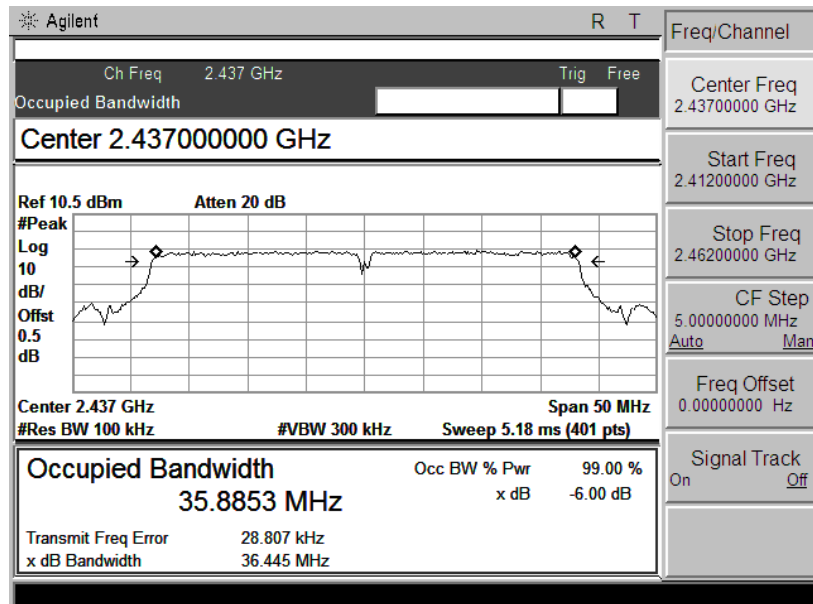 Agilent R T
Ch Freq 2.437 GHz Trig Free
Occupied Bandwidth
Center 2.437000000 GHz
Ref 10.5 dBm Atten 20 dB
#Peak
Log
10
dB/
Offst
0.5
dB
Center 2.437 GHz Span 50 MHz
#Res BW 100 kHz #VBW 300 kHz Sweep 5.18 ms (401 pts)
Occupied Bandwidth Occ BW % Pwr 99.00 %
35.8853 MHz x dB -6.00 dB
Transmit Freq Error 28.807 kHz
x dB Bandwidth 36.445 MHz
Freq/Channel
Center Freq
2.43700000 GHz
Start Freq
2.41200000 GHz
Stop Freq
2.46200000 GHz
CF Step
5.00000000 MHz
Auto Man
Freq Offset
0.00000000 Hz
Signal Track
On Off